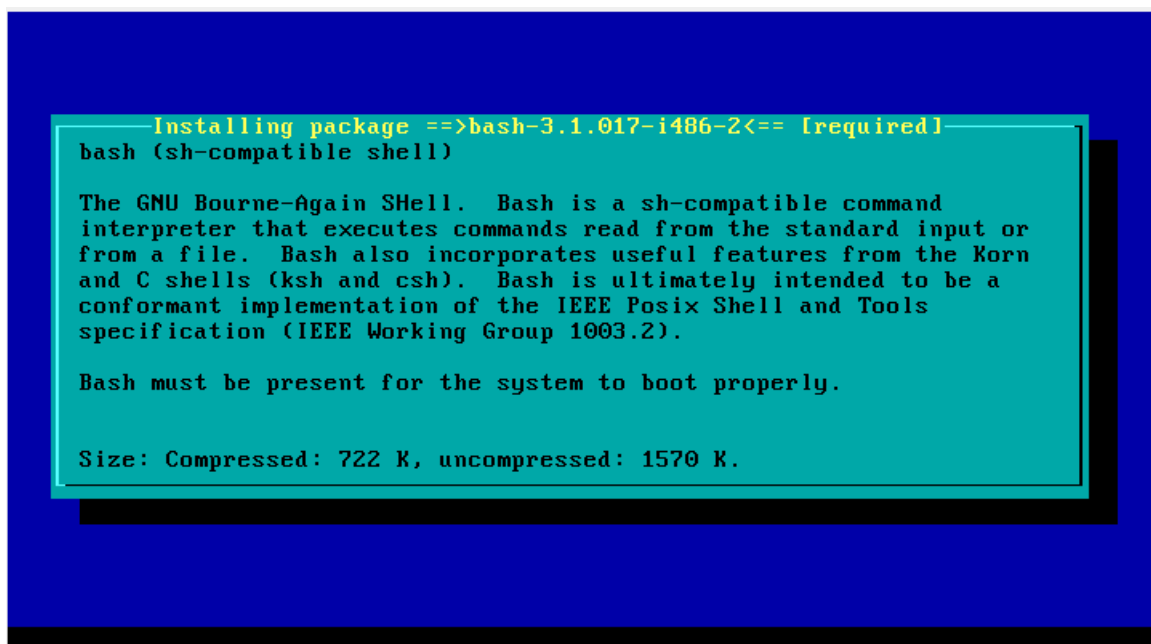 Installing package ==>bash-3.1.017-i486-2<== [required]
bash (sh-compatible shell)
The GNU Bourne-Again SHell.  Bash is a sh-compatible command
interpreter that executes commands read from the standard input or
from a file.  Bash also incorporates useful features from the Korn
and C shells (ksh and csh).  Bash is ultimately intended to be a
conformant implementation of the IEEE Posix Shell and Tools
specification (IEEE Working Group 1003.2).
Bash must be present for the system to boot properly.
Size: Compressed: 722 K, uncompressed: 1570 K.